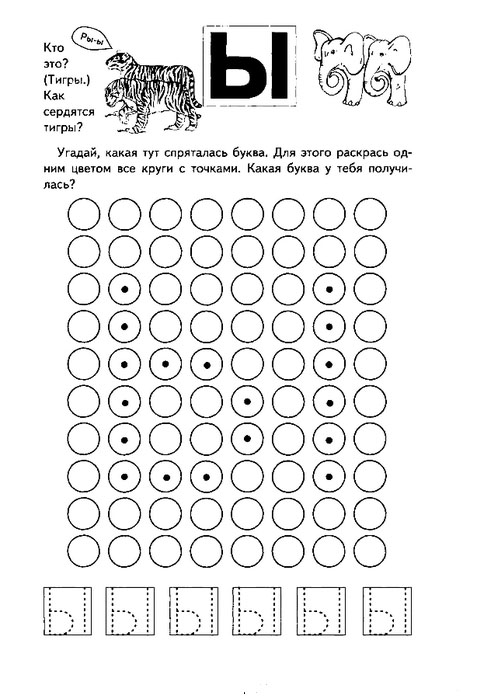 Ры-ы
Кто
это?
(Тигры.)
Как
сердятся
тигры?
Ы
Угадай, какая тут спряталась буква. Для этого раскрась од-
ним цветом все круги с точками. Какая буква у тебя получи-
лась?
Ы Ы Ы Ы Ы Ы